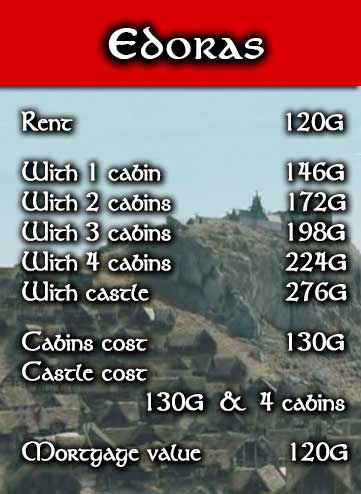 Edoras
Rent 120G
With 1 cabin 146G
With 2 cabins 172G
With 3 cabins 198G
With 4 cabins 224G
With castle 276G
Cabins cost 130G
Castle cost
130G & 4 cabins
Mortgage value 120G